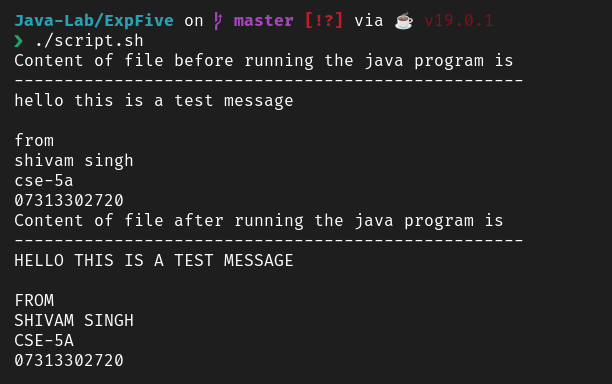 Java-Lab/ExpFive on master [!?] via ☕ v19.0.1
❯ ./script.sh
Content of file before running the java program is
---------------------------------------------------
hello this is a test message

from
shivam singh
cse-5a
07313302720
Content of file after running the java program is
---------------------------------------------------
HELLO THIS IS A TEST MESSAGE

FROM
SHIVAM SINGH
CSE-5A
07313302720